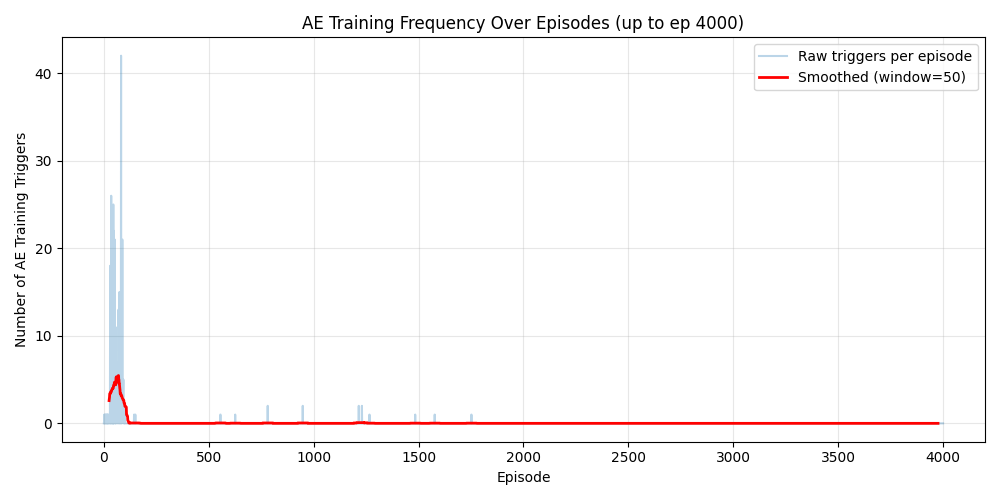 AE Training Frequency Over Episodes (up to ep 4000)
Raw triggers per episode
Smoothed (window=50)
Number of AE Training Triggers
40
30
20
10
0
0 500 1000 1500 2000 2500 3000 3500 4000
Episode